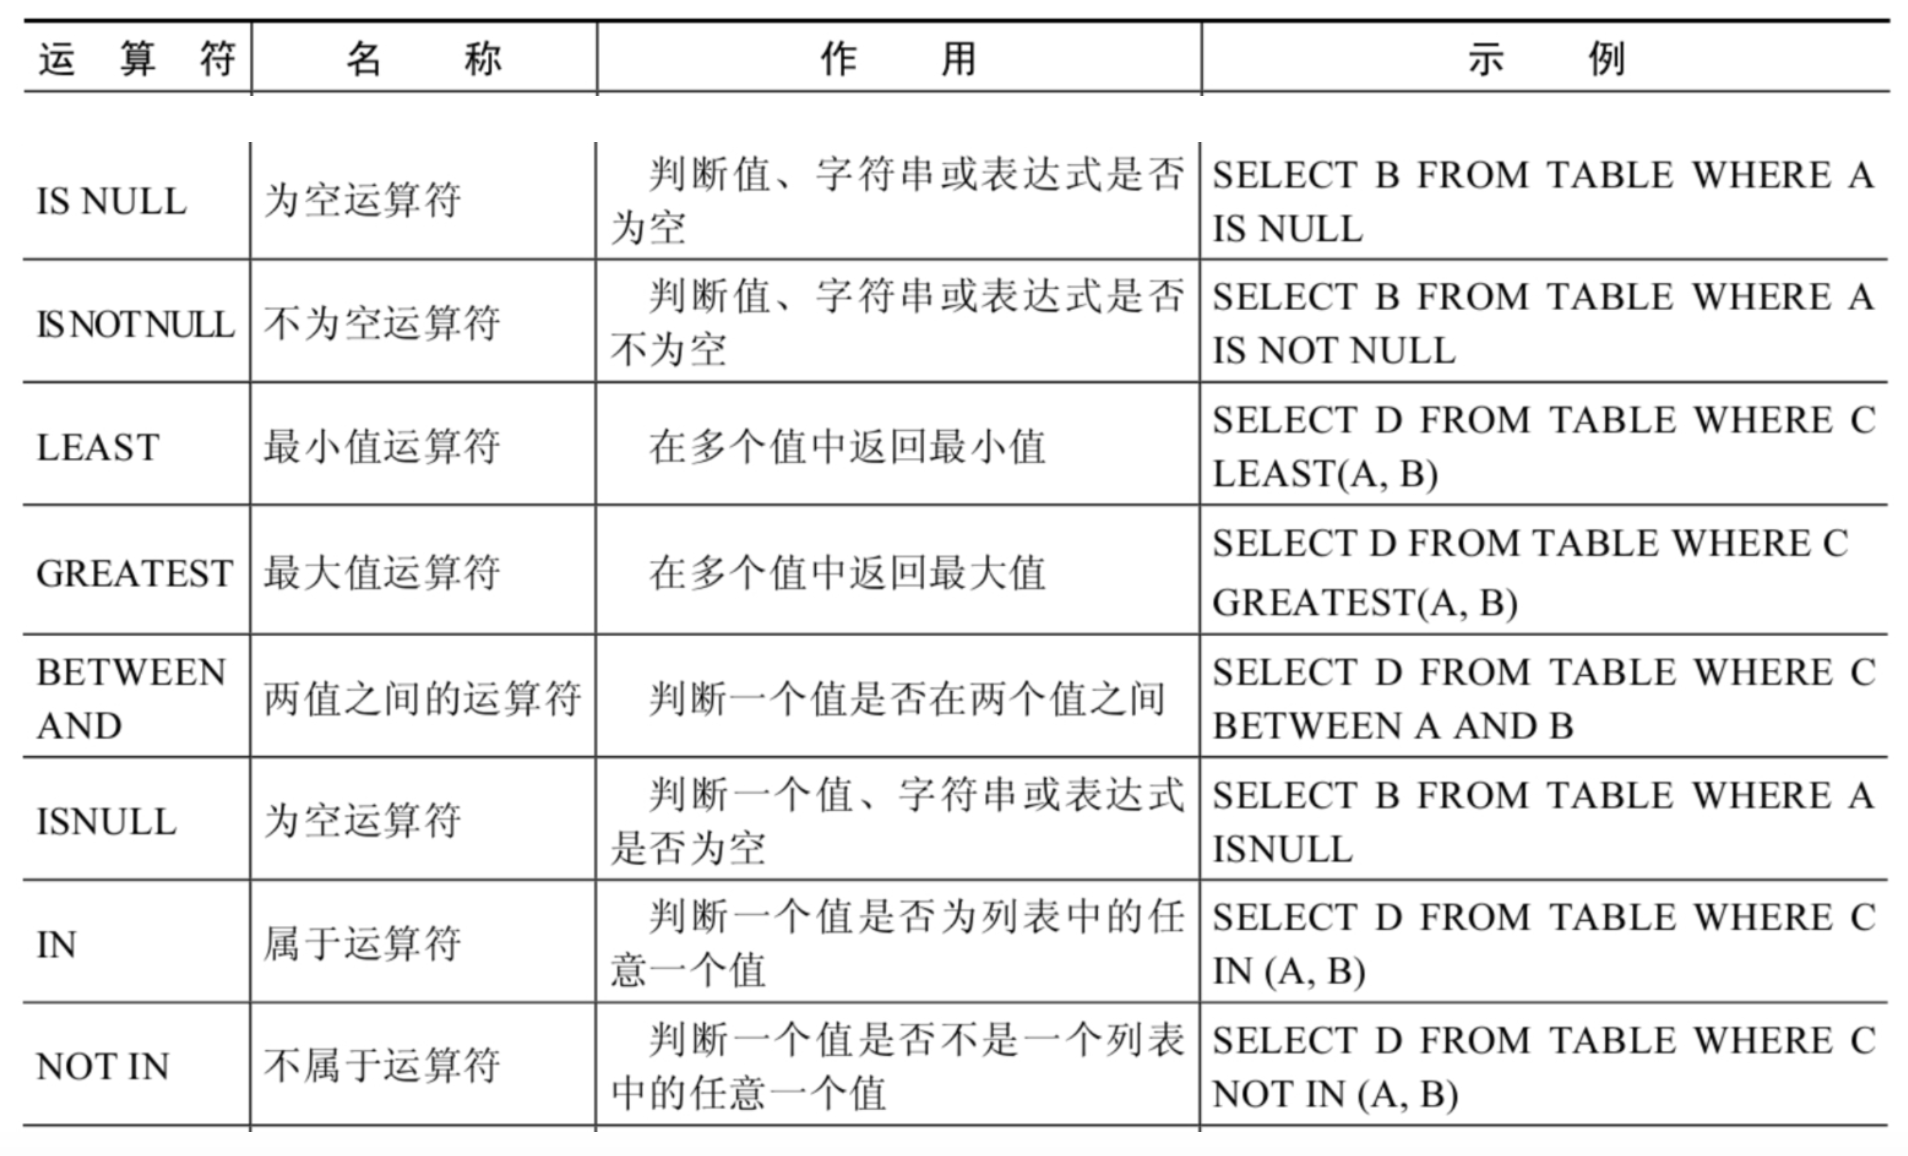 运 算 符 名 称 作 用 示 例
IS NULL 为空运算符 判断值、字符串或表达式是否
为空
SELECT B FROM TABLE WHERE A
IS NULL
IS NOT NULL 不为空运算符 判断值、字符串或表达式是否
不为空
SELECT B FROM TABLE WHERE A
IS NOT NULL
LEAST 最小值运算符 在多个值中返回最小值
SELECT D FROM TABLE WHERE C
LEAST(A, B)
GREATEST 最大值运算符 在多个值中返回最大值
SELECT D FROM TABLE WHERE C
GREATEST(A, B)
BETWEEN
AND
两值之间的运算符 判断一个值是否在两个值之间
SELECT D FROM TABLE WHERE C
BETWEEN A AND B
ISNULL 为空运算符 判断一个值、字符串或表达式
是否为空
SELECT B FROM TABLE WHERE A
ISNULL
IN 属于运算符 判断一个值是否为列表中的任
意一个值
SELECT D FROM TABLE WHERE C
IN (A, B)
NOT IN 不属于运算符 判断一个值是否不是一个列表
中的任意一个值
SELECT D FROM TABLE WHERE C
NOT IN (A, B)